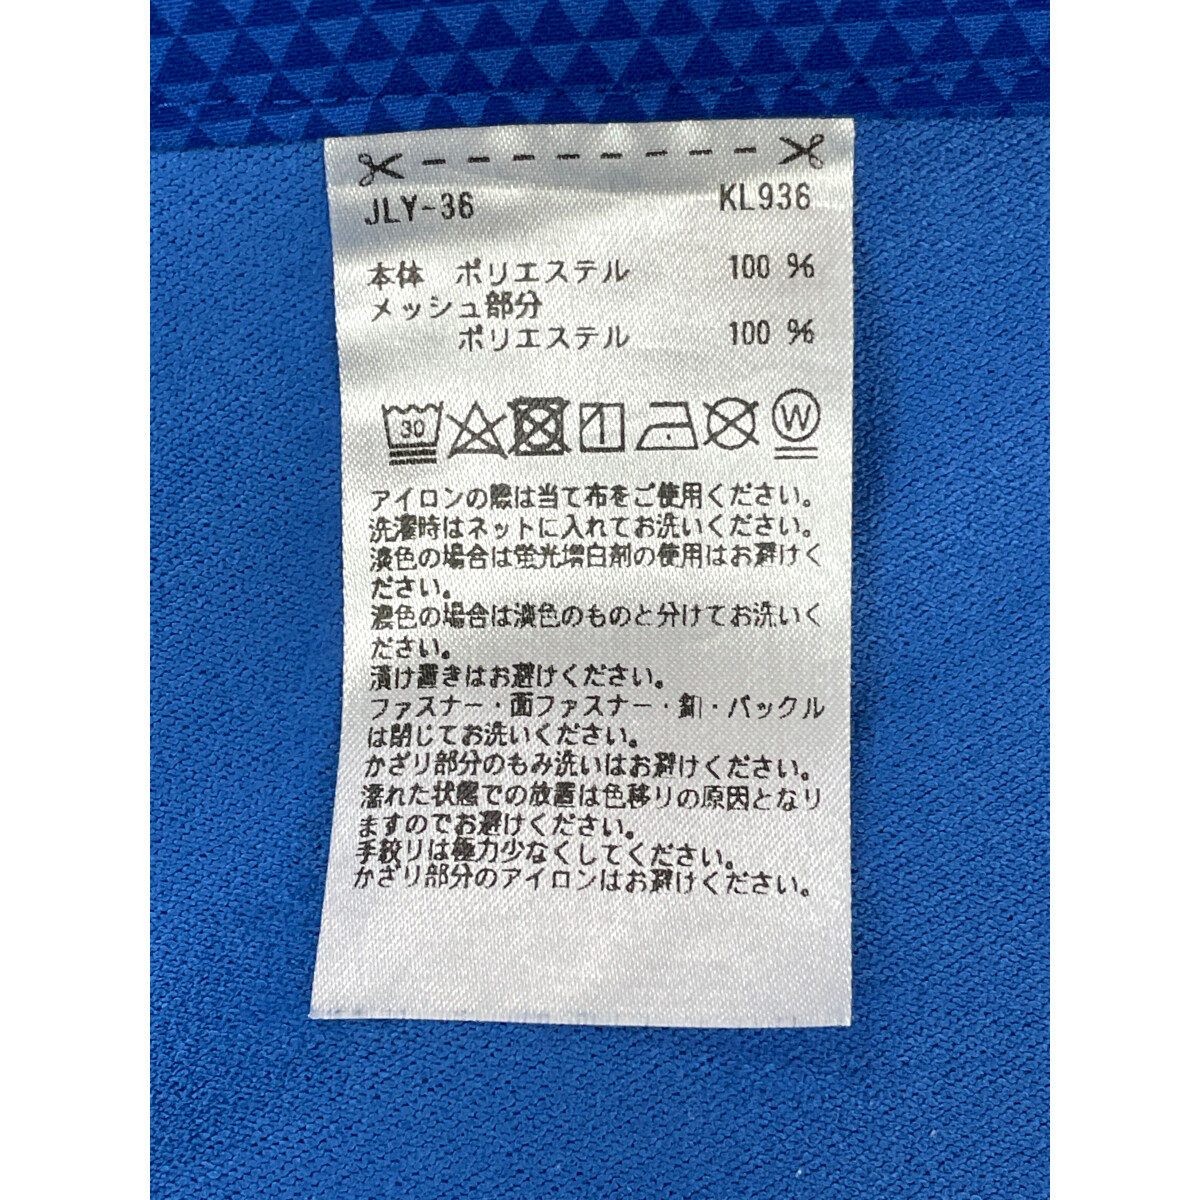 JLY-36 KL936
本体 ポリエステル 100 %
メッシュ部分
ポリエステル 100 %
30 W
アイロンの際は当て布をご使用ください。
洗濯時はネットに入れてお洗いください。
淡色の場合は蛍光増白剤の使用はお避けく
ださい。
濃色の場合は淡色のものと分けてお洗いく
ださい。
漬け置きはお避けください。
ファスナー・面ファスナー・釦・バックル
は閉じてお洗いください。
かざり部分のもみ洗いはお避けください。
濡れた状態での放置は色移りの原因となり
ますのでお避けください。
手絞りは極力少なくしてください。
かざり部分のアイロンはお避けください。